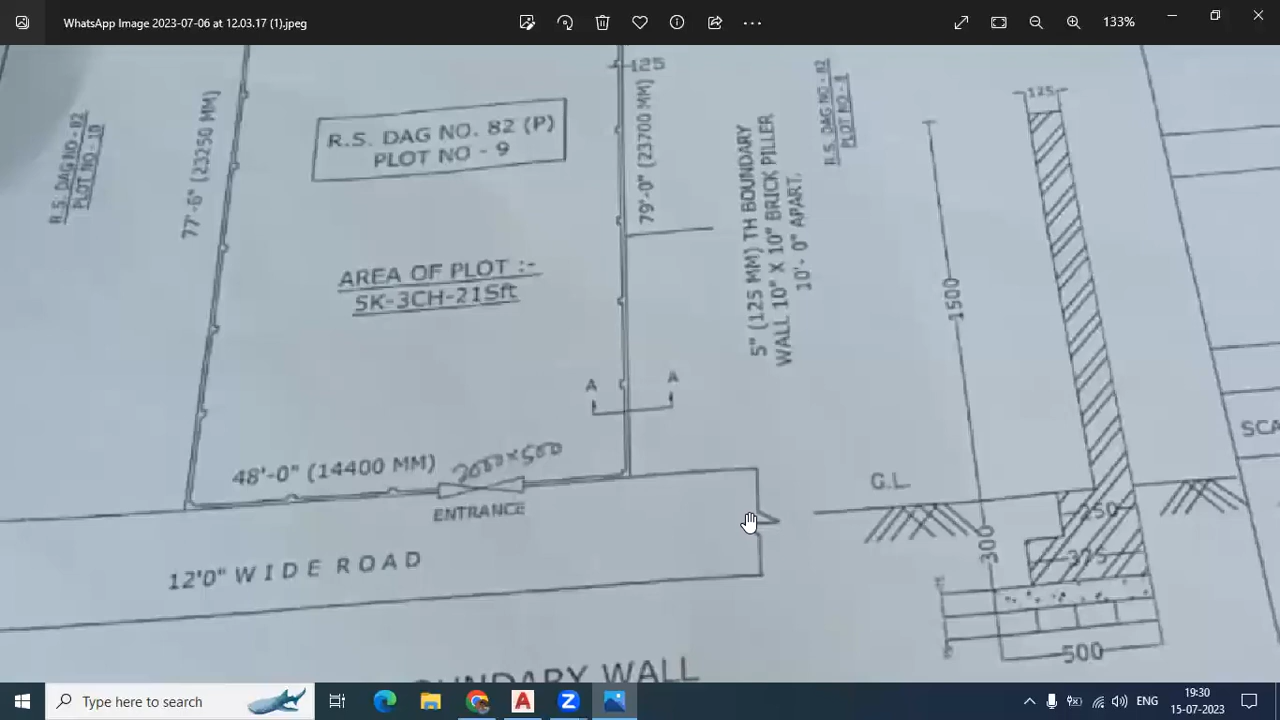 WhatsApp Image 2023-07-06 at 12.03.17 (1).jpeg
133%
R.S. DAG NO.- 82
PLOT NO - 10
77'-6" (23250 MM)
R.S. DAG NO. 82 (P)
PLOT NO - 9
125
79'-0" (23700 MM)
AREA OF PLOT :-
SK-3CH-21Sft
5" (125 MM) TH BOUNDARY
WALL 10" X 10" BRICK PILLER
10'- 0" APART.
R.S. DAG NO - 82
PLOT NO - 8
125
1500
A
A
48'-0" (14400 MM)
ENTRANCE
12'0" WIDE ROAD
G.L.
250
300
375
500
SCA
BOUNDARY WALL
Type here to search
ENG
19:30
15-07-2023